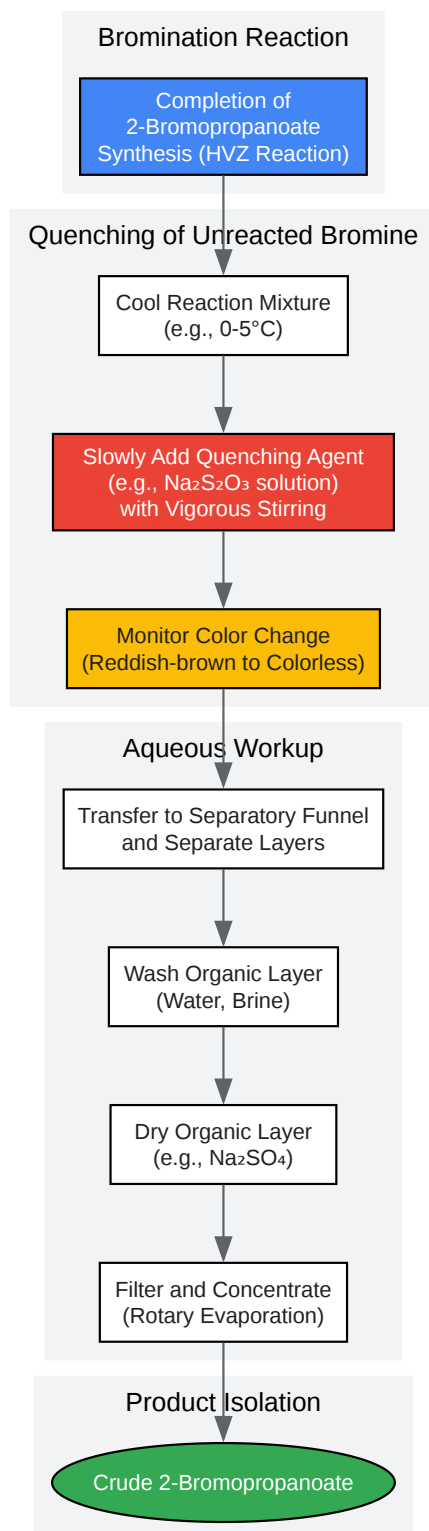 Bromination Reaction
Completion of
2-Bromopropanoate
Synthesis (HVZ Reaction)
Quenching of Unreacted Bromine
Cool Reaction Mixture
(e.g., 0-5°C)
Slowly Add Quenching Agent
(e.g., Na₂S₂O₃ solution)
with Vigorous Stirring
Monitor Color Change
(Reddish-brown to Colorless)
Aqueous Workup
Transfer to Separatory Funnel
and Separate Layers
Wash Organic Layer
(Water, Brine)
Dry Organic Layer
(e.g., Na₂SO₄)
Filter and Concentrate
(Rotary Evaporation)
Product Isolation
Crude 2-Bromopropanoate